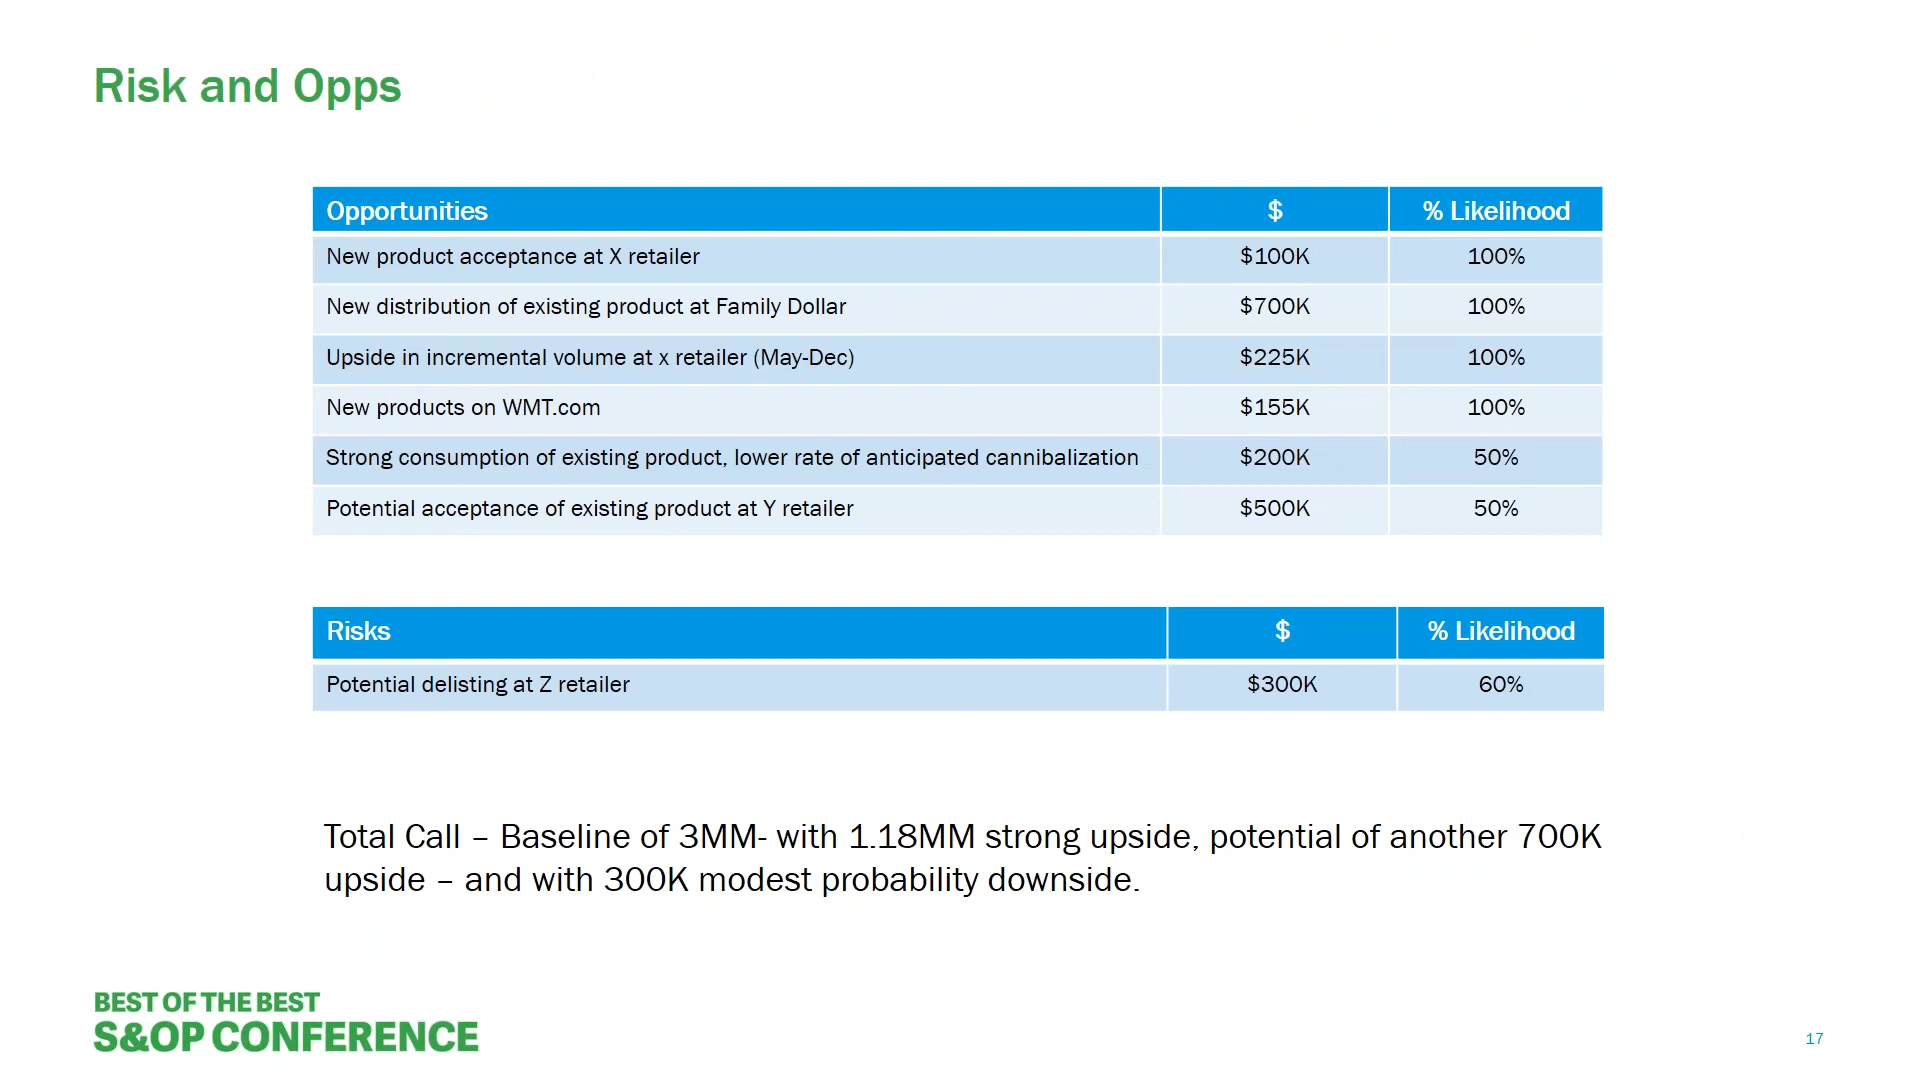 Risk and Opps
Opportunities $ % Likelihood
New product acceptance at X retailer $100K 100%
New distribution of existing product at Family Dollar $700K 100%
Upside in incremental volume at x retailer (May-Dec) $225K 100%
New products on WMT.com $155K 100%
Strong consumption of existing product, lower rate of anticipated cannibalization $200K 50%
Potential acceptance of existing product at Y retailer $500K 50%
Risks $ % Likelihood
Potential delisting at Z retailer $300K 60%
Total Call – Baseline of 3MM- with 1.18MM strong upside, potential of another 700K
upside – and with 300K modest probability downside.
BEST OF THE BEST
S&OP CONFERENCE
17